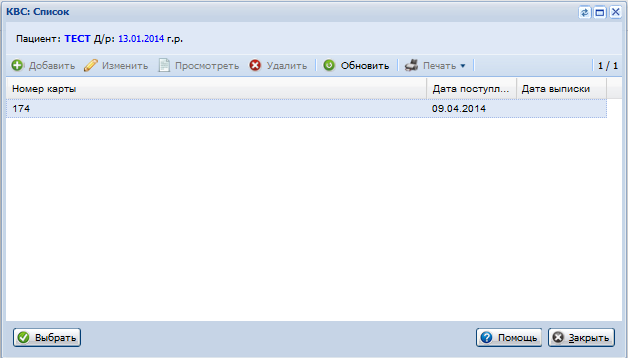 КВС: Список
Пациент: ТЕСТ Д/р: 13.01.2014 г.р.
Добавить Изменить Просмотреть Удалить Обновить Печать 1 / 1
Номер карты Дата поступл... Дата выписки
174 09.04.2014
Выбрать Помощь Закрыть